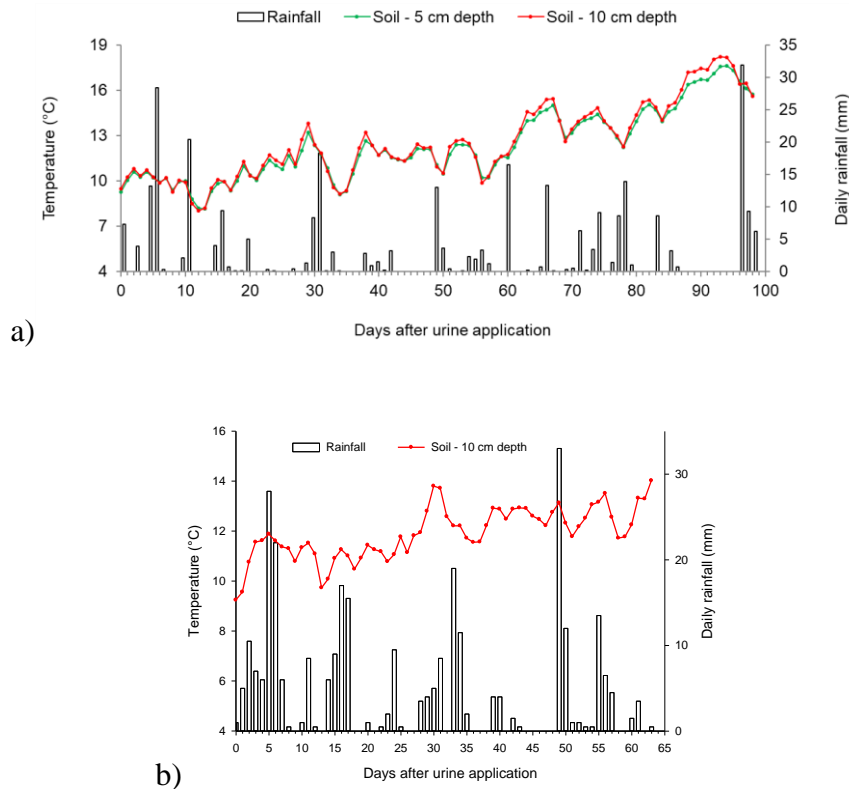 Rainfall Soil - 5 cm depth Soil - 10 cm depth
19 35
16 30
25
13 20
10 15
7 10
5
4 0
Temperature (°C)
Daily rainfall (mm)
0 10 20 30 40 50 60 70 80 90 100
Days after urine application
a)
16
Rainfall Soil - 10 cm depth
14 30
12
10 20
8
6 10
4 0
Temperature (°C)
Daily rainfall (mm)
0 5 10 15 20 25 30 35 40 45 50 55 60 65
Days after urine application
b)